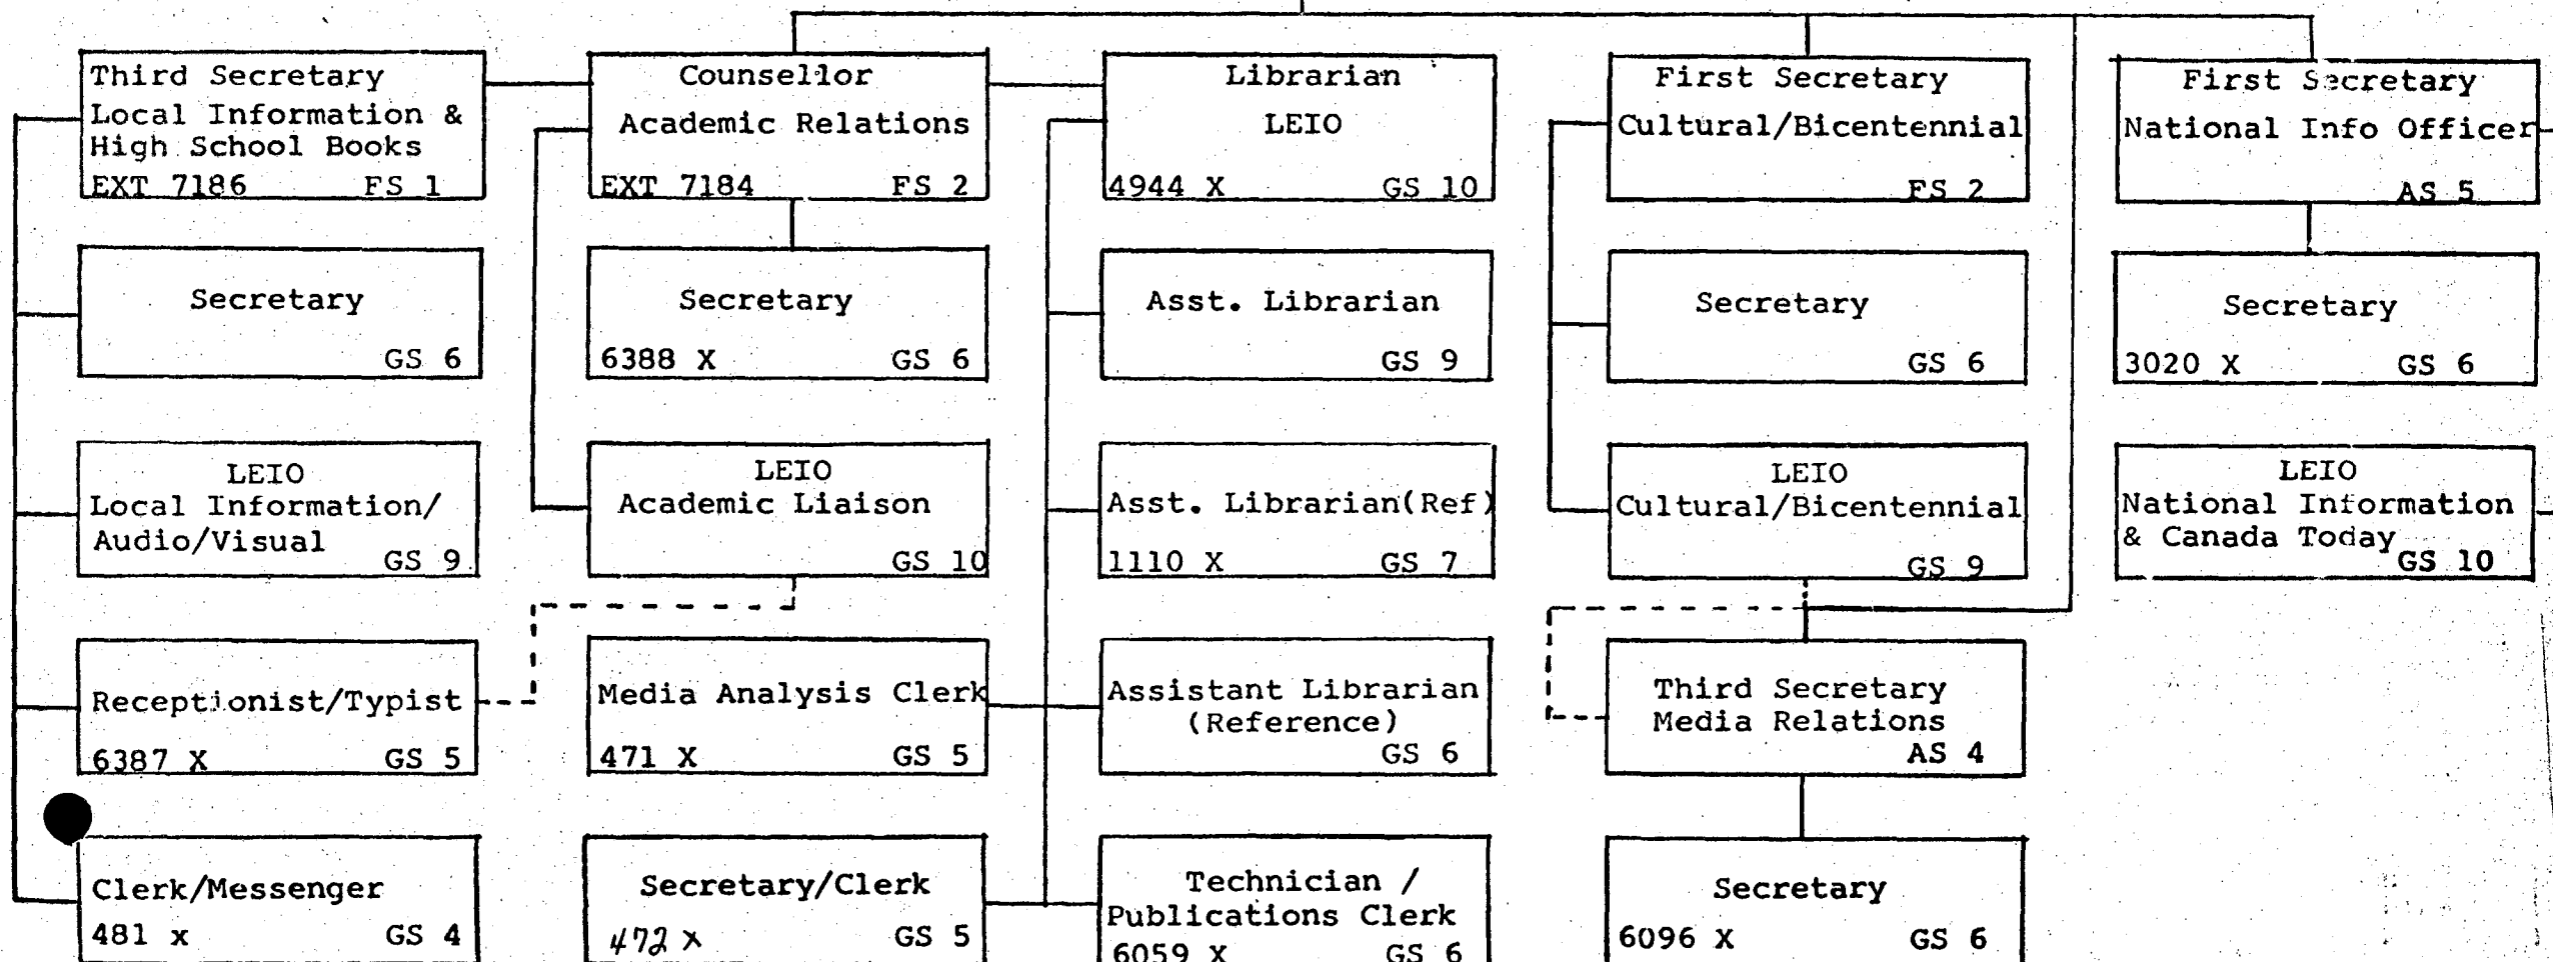 Third Secretary
Local Information &
High School Books
EXT 7186 FS 1
Counsellor
Academic Relations
EXT 7184 FS 2
Librarian
LEIO
4944 X GS 10
First Secretary
Cultural/Bicentennial
FS 2
First Secretary
National Info Officer
AS 5
Secretary
GS 6
Secretary
6388 X GS 6
Asst. Librarian
GS 9
Secretary
GS 6
Secretary
3020 X GS 6
LEIO
Local Information/
Audio/Visual
GS 9
LEIO
Academic Liaison
GS 10
Asst. Librarian(Ref)
1110 X GS 7
LEIO
Cultural/Bicentennial
GS 9
LEIO
National Information
& Canada Today
GS 10
Receptionist/Typist
6387 X GS 5
Media Analysis Clerk
471 X GS 5
Assistant Librarian
(Reference)
GS 6
Third Secretary
Media Relations
AS 4
Clerk/Messenger
481 x GS 4
Secretary/Clerk
472 X GS 5
Technician /
Publications Clerk
6059 X GS 6
Secretary
6096 X GS 6